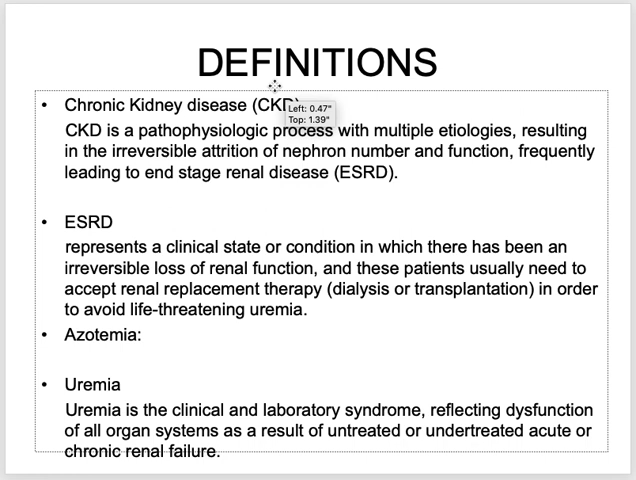 DEFINITIONS
• Chronic Kidney disease (CKD)
Left: 0.47"
Top: 1.39"
CKD is a pathophysiologic process with multiple etiologies, resulting
in the irreversible attrition of nephron number and function, frequently
leading to end stage renal disease (ESRD).
• ESRD
represents a clinical state or condition in which there has been an
irreversible loss of renal function, and these patients usually need to
accept renal replacement therapy (dialysis or transplantation) in order
to avoid life-threatening uremia.
• Azotemia:
• Uremia
Uremia is the clinical and laboratory syndrome, reflecting dysfunction
of all organ systems as a result of untreated or undertreated acute or
chronic renal failure.